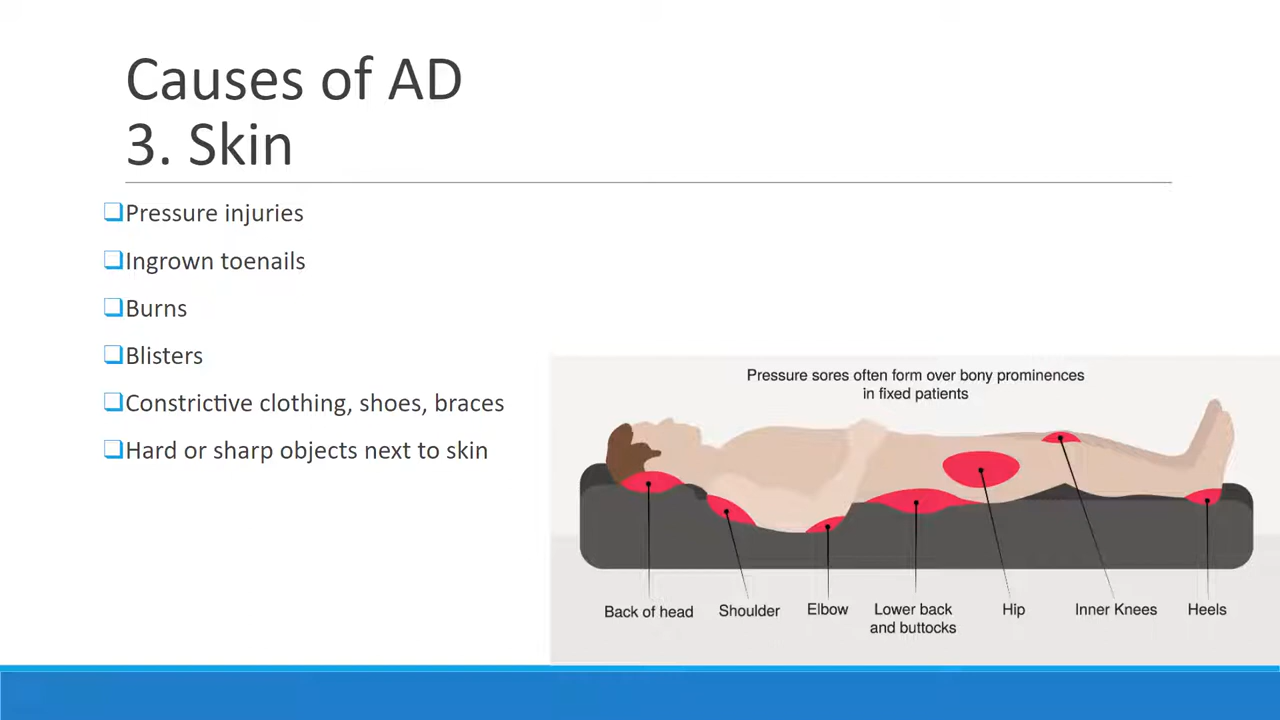 Causes of AD
3. Skin
❑Pressure injuries
❑Ingrown toenails
❑Burns
❑Blisters
❑Constrictive clothing, shoes, braces
❑Hard or sharp objects next to skin
Pressure sores often form over bony prominences
in fixed patients
Back of head
Shoulder
Elbow
Lower back
and buttocks
Hip
Inner Knees
Heels